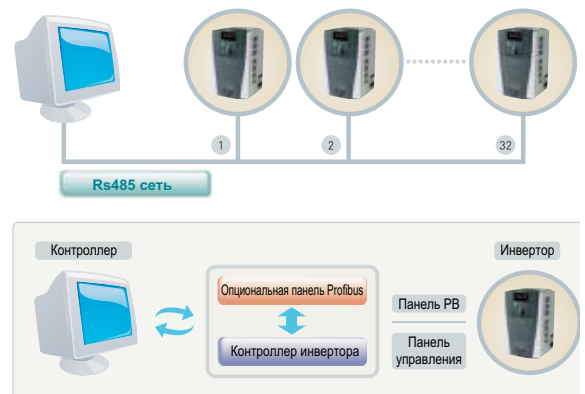 1
2
32
Rs485 сеть
Контроллер
Инвертор
Опциональная панель Profibus
Панель PB
Контроллер инвертора
Панель
управления